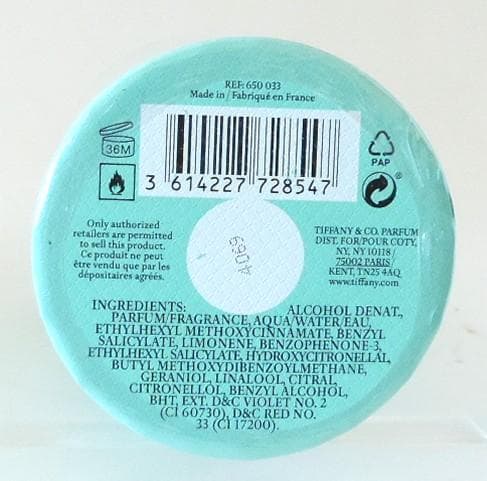 REF: 650 033
Made in / Fabriqué en France
36M
3 614227 728547
PAP
®
Only authorized
retailers are permitted
to sell this product.
Ce produit ne peut
être vendu que par les
dépositaires agréés.
4069
TIFFANY & CO. PARFUM
DIST. FOR/POUR COTY,
NY, NY 10118 /
75002 PARIS /
KENT, TN25 4AQ
www.tiffany.com
INGREDIENTS: ALCOHOL DENAT.,
PARFUM/FRAGRANCE, AQUA/WATER/EAU,
ETHYLHEXYL METHOXYCINNAMATE, BENZYL
SALICYLATE, LIMONENE, BENZOPHENONE-3,
ETHYLHEXYL SALICYLATE, HYDROXYCITRONELLAL,
BUTYL METHOXYDIBENZOYLMETHANE,
GERANIOL, LINALOOL, CITRAL,
CITRONELLOL, BENZYL ALCOHOL,
BHT, EXT. D&C VIOLET NO. 2
(CI 60730), D&C RED NO.
33 (CI 17200).